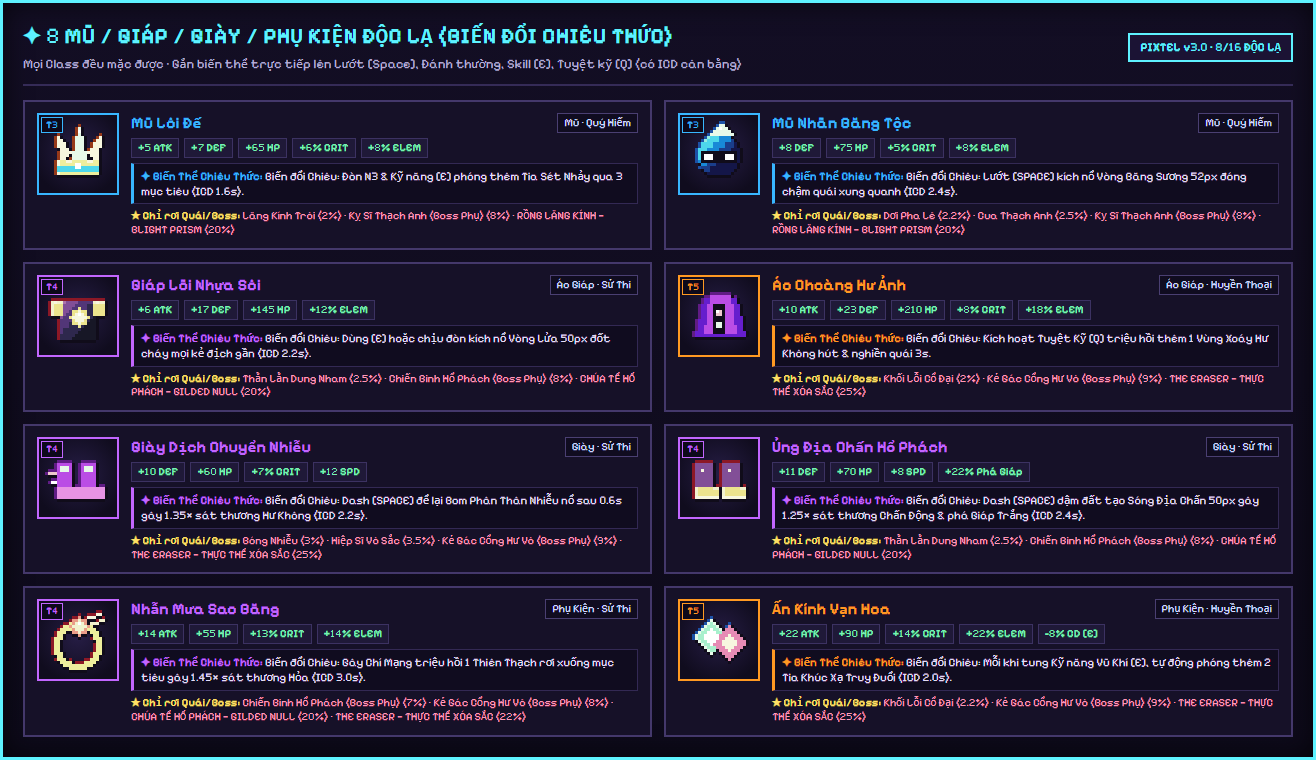 ✦ 8 MŨ / GIÁP / GIÀY / PHỤ KIỆN ĐỘC LẠ (BIẾN ĐỔI CHIÊU THỨC)
Mọi Class đều mặc được · Gắn biến thể trực tiếp lên Lướt (Space), Đánh thường, Skill (E), Tuyệt kỹ (Q) (có ICD cân bằng)
PIXTEL v3.0 · 8/16 ĐỘC LẠ
↑3
Mũ Lôi Đế
Mũ · Quý Hiếm
+5 ATK +7 DEF +65 HP +6% CRIT +8% ELEM
✦ Biến Thể Chiêu Thức: Biến đổi Chiêu: Đòn N3 & Kỹ năng (E) phóng thêm Tia Sét Nhảy qua 3
mục tiêu (ICD 1.6s).
★ Chỉ rơi Quái/Boss: Lăng Kính Trôi (2%) · Kỵ Sĩ Thạch Anh (Boss Phụ) (8%) · RỒNG LĂNG KÍNH –
GLIGHT PRISM (20%)
↑3
Mũ Nhãn Băng Tộc
Mũ · Quý Hiếm
+8 DEF +75 HP +5% CRIT +8% ELEM
✦ Biến Thể Chiêu Thức: Biến đổi Chiêu: Lướt (SPACE) kích nổ Vòng Băng Sương 52px đóng
chậm quái xung quanh (ICD 2.4s).
★ Chỉ rơi Quái/Boss: Dơi Pha Lê (2.2%) · Cua Thạch Anh (2.5%) · Kỵ Sĩ Thạch Anh (Boss Phụ) (8%) ·
RỒNG LĂNG KÍNH – GLIGHT PRISM (20%)
↑4
Giáp Lõi Nhựa Sôi
Áo Giáp · Sử Thi
+6 ATK +17 DEF +145 HP +12% ELEM
✦ Biến Thể Chiêu Thức: Biến đổi Chiêu: Dùng (E) hoặc chịu đòn kích nổ Vòng Lửa 50px đốt
cháy mọi kẻ địch gần (ICD 2.2s).
★ Chỉ rơi Quái/Boss: Thằn Lằn Dung Nham (2.5%) · Chiến Binh Hổ Phách (Boss Phụ) (8%) · CHÚA TỂ HỔ
PHÁCH – GILDED NULL (20%)
↑5
Áo Choàng Hư Ảnh
Áo Giáp · Huyền Thoại
+10 ATK +23 DEF +210 HP +8% CRIT +18% ELEM
✦ Biến Thể Chiêu Thức: Biến đổi Chiêu: Kích hoạt Tuyệt Kỹ (Q) triệu hồi thêm 1 Vùng Xoáy Hư
Không hút & nghiền quái 3s.
★ Chỉ rơi Quái/Boss: Khối Lỗi Cổ Đại (2%) · Kẻ Gác Cổng Hư Vô (Boss Phụ) (9%) · THE ERASER – THỰC
THỂ XÓA SẮC (25%)
↑4
Giày Dịch Chuyển Nhiễu
Giày · Sử Thi
+10 DEF +60 HP +7% CRIT +12 SPD
✦ Biến Thể Chiêu Thức: Biến đổi Chiêu: Dash (SPACE) để lại Bom Phân Thân Nhiễu nổ sau 0.6s
gây 1.35× sát thương Hư Không (ICD 2.2s).
★ Chỉ rơi Quái/Boss: Bóng Nhiễu (3%) · Hiệp Sĩ Vô Sắc (3.5%) · Kẻ Gác Cổng Hư Vô (Boss Phụ) (9%) ·
THE ERASER – THỰC THỂ XÓA SẮC (25%)
↑4
Ủng Địa Chấn Hổ Phách
Giày · Sử Thi
+11 DEF +70 HP +8 SPD +22% Phá Giáp
✦ Biến Thể Chiêu Thức: Biến đổi Chiêu: Dash (SPACE) dậm đất tạo Sóng Địa Chấn 50px gây
1.25× sát thương Chấn Động & phá Giáp Trắng (ICD 2.4s).
★ Chỉ rơi Quái/Boss: Thằn Lằn Dung Nham (2.5%) · Chiến Binh Hổ Phách (Boss Phụ) (8%) · CHÚA TỂ HỔ
PHÁCH – GILDED NULL (20%)
↑4
Nhẫn Mưa Sao Băng
Phụ Kiện · Sử Thi
+14 ATK +55 HP +13% CRIT +14% ELEM
✦ Biến Thể Chiêu Thức: Biến đổi Chiêu: Gây Chí Mạng triệu hồi 1 Thiên Thạch rơi xuống mục
tiêu gây 1.45× sát thương Hỏa (ICD 3.0s).
★ Chỉ rơi Quái/Boss: Chiến Binh Hổ Phách (Boss Phụ) (7%) · Kẻ Gác Cổng Hư Vô (Boss Phụ) (8%) ·
CHÚA TỂ HỔ PHÁCH – GILDED NULL (20%) · THE ERASER – THỰC THỂ XÓA SẮC (22%)
↑5
Ấn Kính Vạn Hoa
Phụ Kiện · Huyền Thoại
+22 ATK +90 HP +14% CRIT +22% ELEM -8% CD (E)
✦ Biến Thể Chiêu Thức: Biến đổi Chiêu: Mỗi khi tung Kỹ năng Vũ Khí (E), tự động phóng thêm 2
Tia Khúc Xạ Truy Đuổi (ICD 2.0s).
★ Chỉ rơi Quái/Boss: Khối Lỗi Cổ Đại (2.2%) · Kẻ Gác Cổng Hư Vô (Boss Phụ) (9%) · THE ERASER – THỰC
THỂ XÓA SẮC (25%)